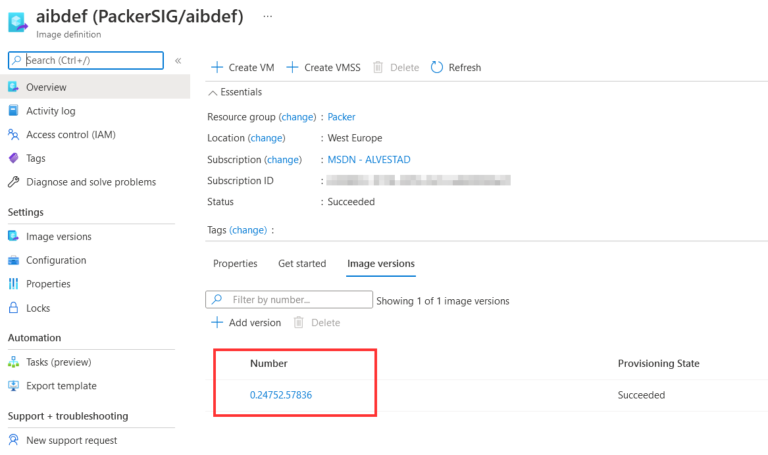 aibdef (PackerSIG/aibdef) ...
Image definition
Search (Ctrl+/) «
Overview
Activity log
Access control (IAM)
Tags
Diagnose and solve problems
Settings
Image versions
Configuration
Properties
Locks
Automation
Tasks (preview)
Export template
Support + troubleshooting
New support request
Create VM Create VMSS Delete Refresh
Essentials
Resource group (change) : Packer
Location (change) : West Europe
Subscription (change) : MSDN - ALVESTAD
Subscription ID :
Status : Succeeded
Tags (change) :
Properties Get started Image versions
Filter by number... Showing 1 of 1 image versions
Add version Delete
Number Provisioning State
0.24752.57836 Succeeded